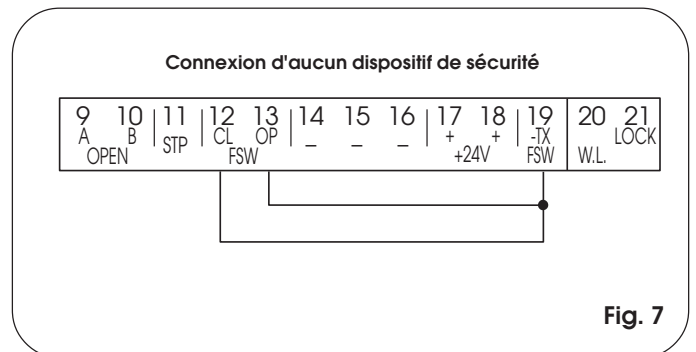 Connexion d'aucun dispositif de sécurité
9 10 11 12 13 14 15 16 17 18 19 20 21
A B STP CL OP _ _ _ + + -TX LOCK
OPEN FSW +24V FSW W.L.
Fig. 7